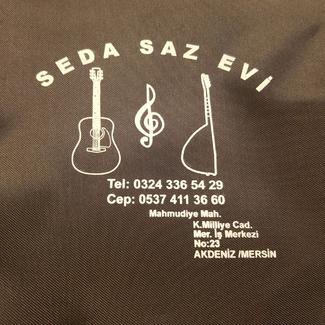 SEDA SAZ EVİ
Tel: 0324 336 54 29
Cep: 0537 411 36 60
Mahmudiye Mah.
K.Milliye Cad.
Mer. İş Merkezi
No:23
AKDENİZ /MERSİN